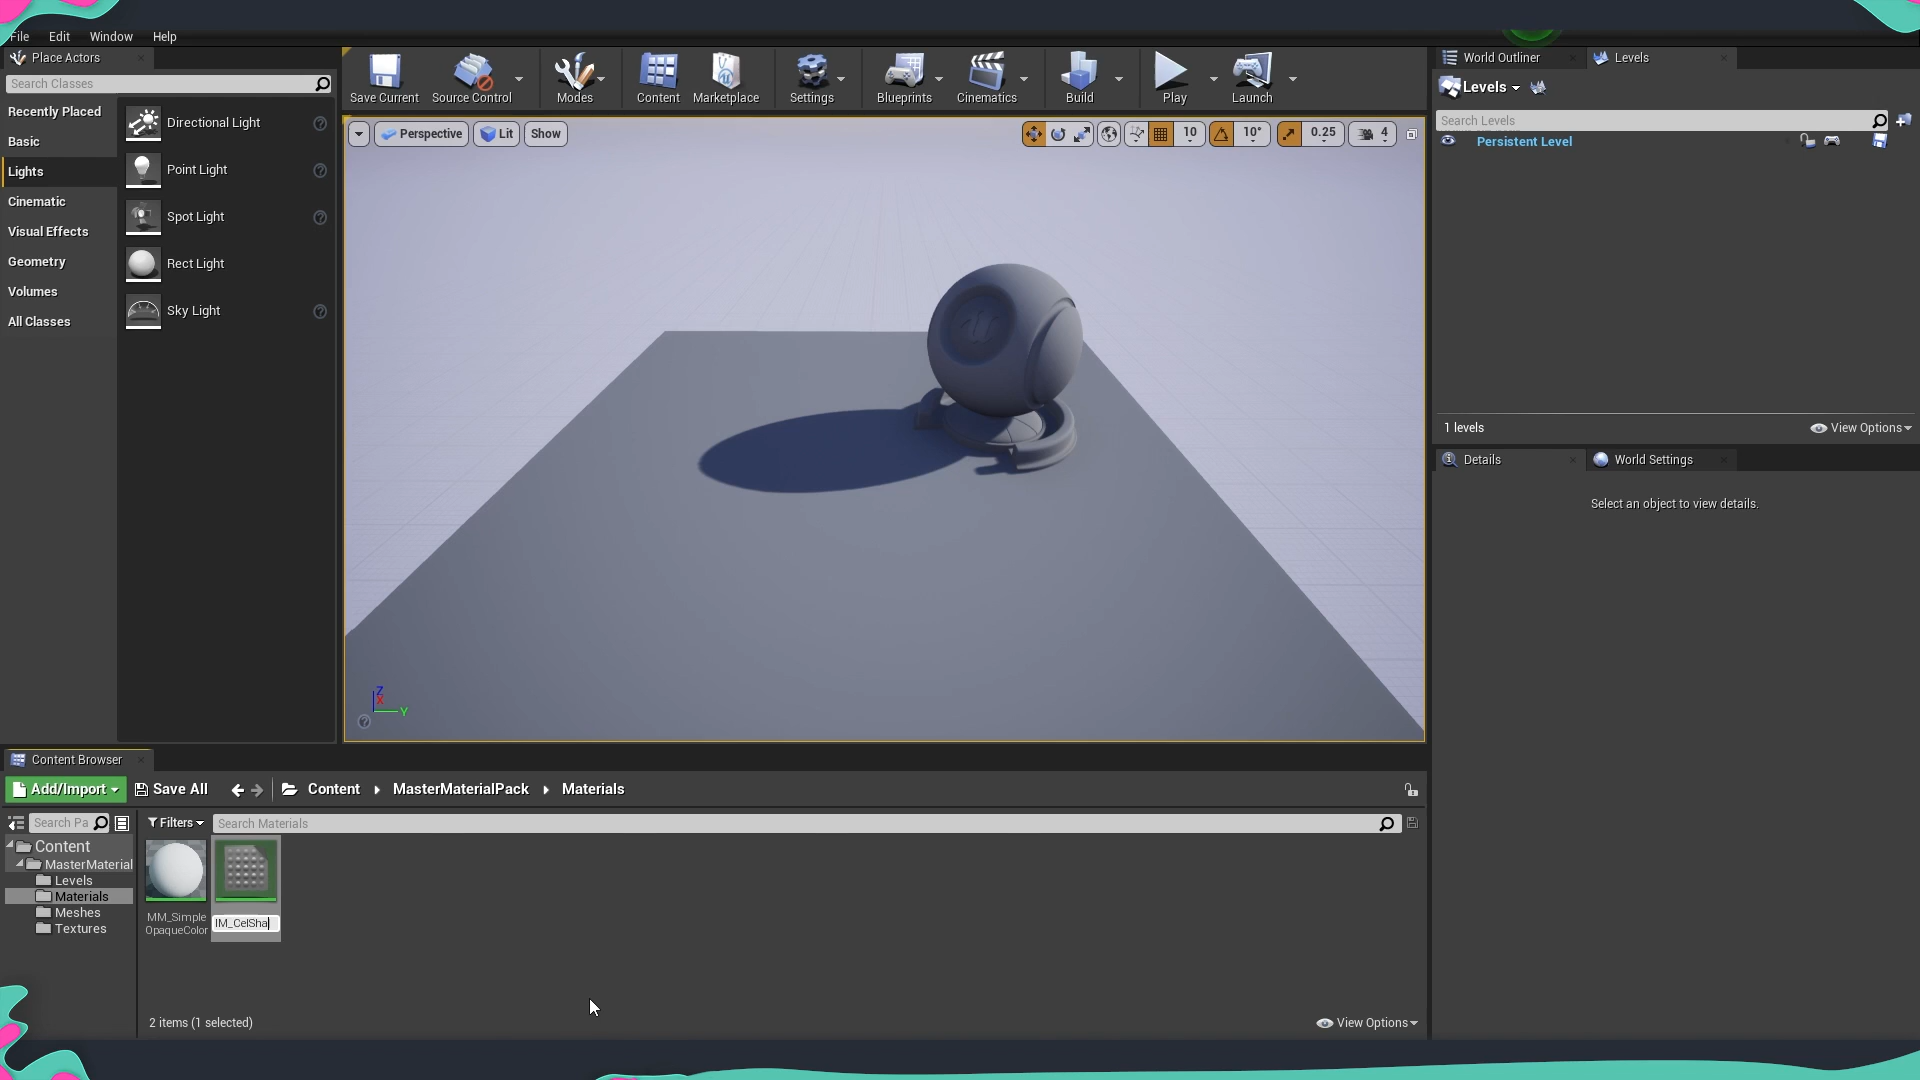 File Edit Window Help
Place Actors
Search Classes
Recently Placed
Basic
Lights
Cinematic
Visual Effects
Geometry
Volumes
All Classes
Directional Light
Point Light
Spot Light
Rect Light
Sky Light
Save Current Source Control Modes Content Marketplace Settings Blueprints Cinematics Build Play Launch
Perspective Lit Show
10 10° 0.25 4
Z
X
Y
World Outliner Levels
Levels
Search Levels
Persistent Level
1 levels View Options
Details World Settings
Select an object to view details.
Content Browser
Add/Import Save All Content MasterMaterialPack Materials
Search Pa Filters Search Materials
Content
MasterMaterial
Levels
Materials
Meshes
Textures
MM_Simple
OpaqueColor
IM_CelSha
2 items (1 selected) View Options